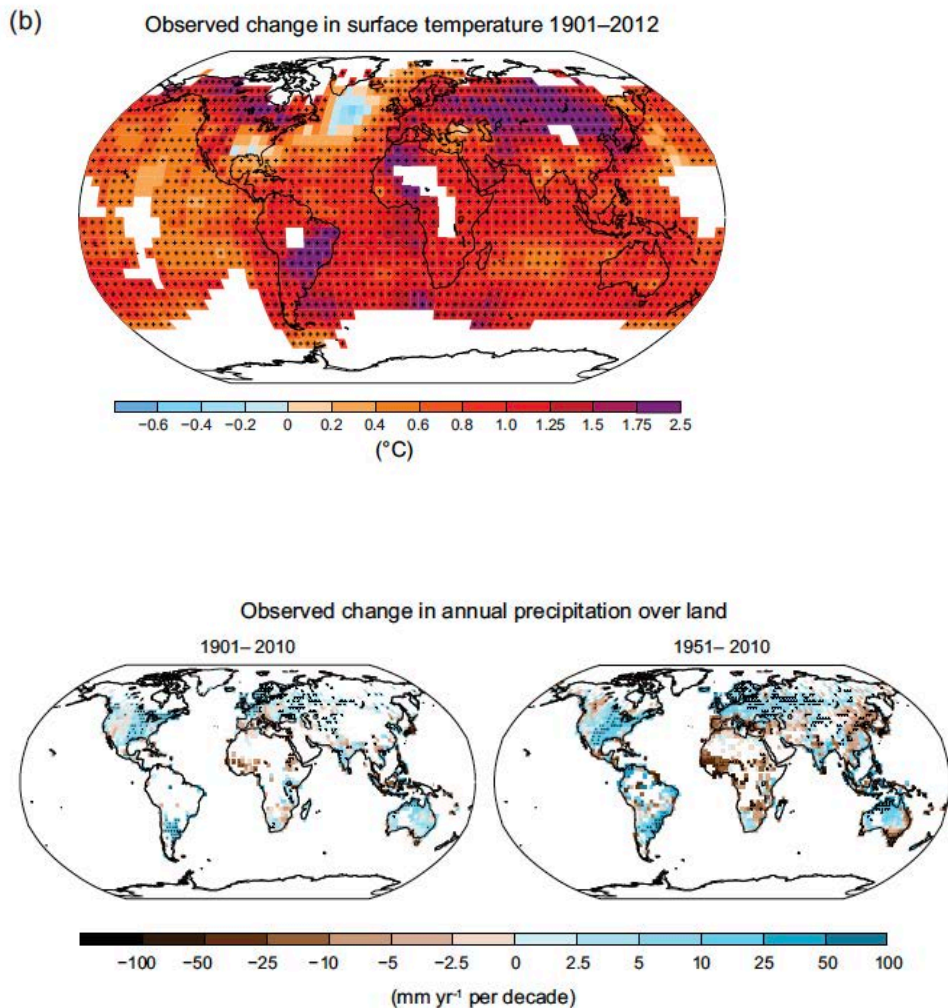 (b)
Observed change in surface temperature 1901–2012
−0.6 −0.4 −0.2 0 0.2 0.4 0.6 0.8 1.0 1.25 1.5 1.75 2.5
(°C)
Observed change in annual precipitation over land
1901– 2010
1951– 2010
−100 −50 −25 −10 −5 −2.5 0 2.5 5 10 25 50 100
(mm yr⁻¹ per decade)